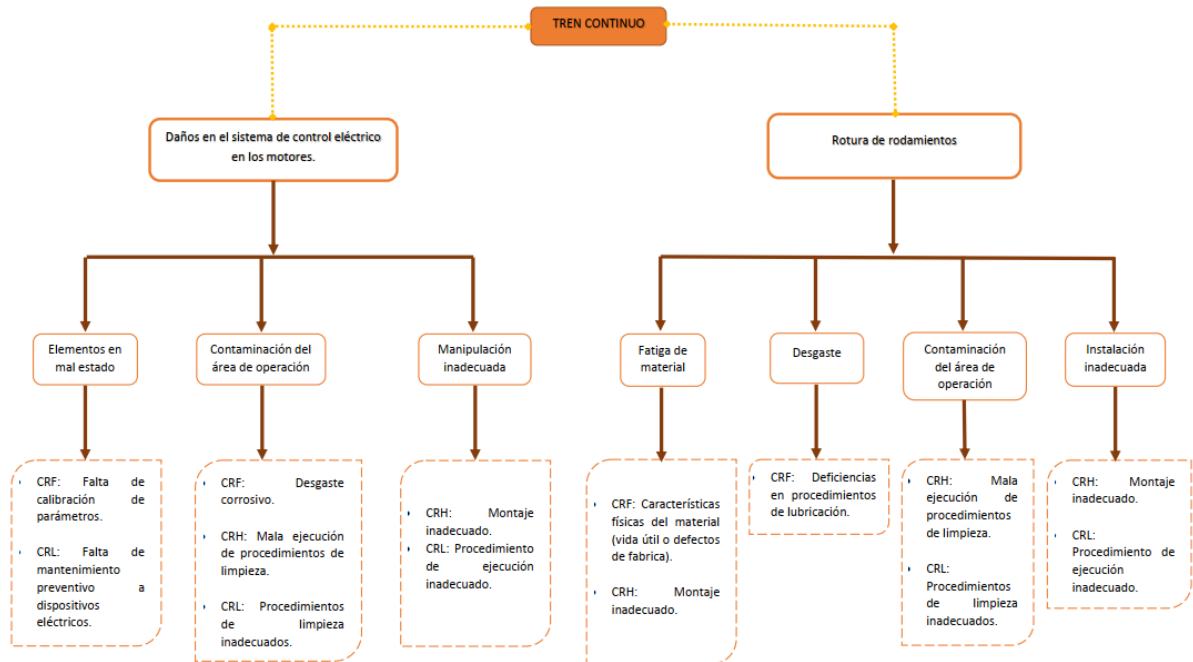 TREN CONTINUO
Daños en el sistema de control eléctrico
en los motores.
Rotura de rodamientos
Elementos en
mal estado
Contaminación del
área de operación
Manipulación
inadecuada
Fatiga de
material
Desgaste
Contaminación
del área de
operación
Instalación
inadecuada
CRF: Falta de
calibración de
parámetros.
CRL: Falta de
mantenimiento
preventivo a
dispositivos
eléctricos.
CRF: Desgaste
corrosivo.
CRH: Mala ejecución
de procedimientos de
limpieza.
CRL: Procedimientos
de limpieza
inadecuados.
CRH: Montaje
inadecuado.
CRL: Procedimiento
de ejecución
inadecuado.
CRF: Características
físicas del material
(vida útil o defectos
de fabrica).
CRH: Montaje
inadecuado.
CRF: Deficiencias
en procedimientos
de lubricación.
CRH: Mala
ejecución de
procedimientos
de limpieza.
CRL:
Procedimientos
de limpieza
inadecuados.
CRH: Montaje
inadecuado.
CRL:
Procedimiento de
ejecución
inadecuado.